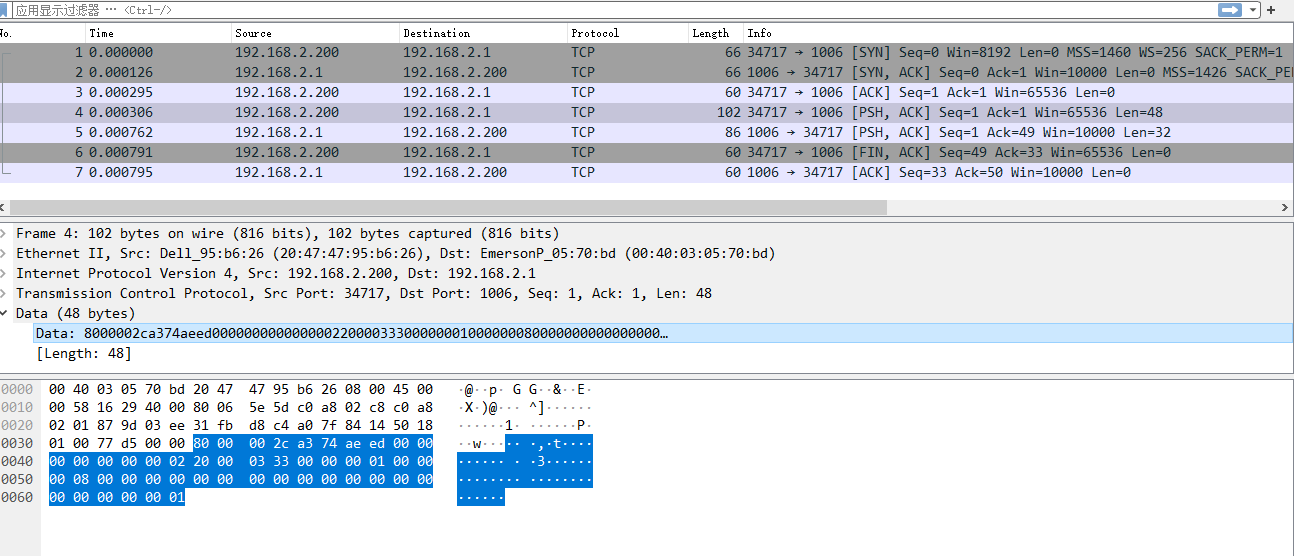 应用显示过滤器 … <Ctrl-/>
No. Time Source Destination Protocol Length Info
1 0.000000 192.168.2.200 192.168.2.1 TCP 66 34717 → 1006 [SYN] Seq=0 Win=8192 Len=0 MSS=1460 WS=256 SACK_PERM=1
2 0.000126 192.168.2.1 192.168.2.200 TCP 66 1006 → 34717 [SYN, ACK] Seq=0 Ack=1 Win=10000 Len=0 MSS=1426 SACK_PE
3 0.000295 192.168.2.200 192.168.2.1 TCP 60 34717 → 1006 [ACK] Seq=1 Ack=1 Win=65536 Len=0
4 0.000306 192.168.2.200 192.168.2.1 TCP 102 34717 → 1006 [PSH, ACK] Seq=1 Ack=1 Win=65536 Len=48
5 0.000762 192.168.2.1 192.168.2.200 TCP 86 1006 → 34717 [PSH, ACK] Seq=1 Ack=49 Win=10000 Len=32
6 0.000791 192.168.2.200 192.168.2.1 TCP 60 34717 → 1006 [FIN, ACK] Seq=49 Ack=33 Win=65536 Len=0
7 0.000795 192.168.2.1 192.168.2.200 TCP 60 1006 → 34717 [ACK] Seq=33 Ack=50 Win=10000 Len=0
Frame 4: 102 bytes on wire (816 bits), 102 bytes captured (816 bits)
Ethernet II, Src: Dell_95:b6:26 (20:47:47:95:b6:26), Dst: EmersonP_05:70:bd (00:40:03:05:70:bd)
Internet Protocol Version 4, Src: 192.168.2.200, Dst: 192.168.2.1
Transmission Control Protocol, Src Port: 34717, Dst Port: 1006, Seq: 1, Ack: 1, Len: 48
Data (48 bytes)
Data: 8000002ca374aeed00000000000000022000033300000001000000080000000000000000…
[Length: 48]
0000 00 40 03 05 70 bd 20 47 47 95 b6 26 08 00 45 00 ·@··p· G G··&··E·
0010 00 58 16 29 40 00 80 06 5e 5d c0 a8 02 c8 c0 a8 ·X·)@··· ^]······
0020 02 01 87 9d 03 ee 31 fb d8 c4 a0 7f 84 14 50 18 ······1· ······P·
0030 01 00 77 d5 00 00 80 00 00 2c a3 74 ae ed 00 00 ··w····· ·,·t····
0040 00 00 00 00 00 02 20 00 03 33 00 00 00 01 00 00 ······ · ·3······
0050 00 08 00 00 00 00 00 00 00 00 00 00 00 00 00 00 ········ ········
0060 00 00 00 00 00 01 ······